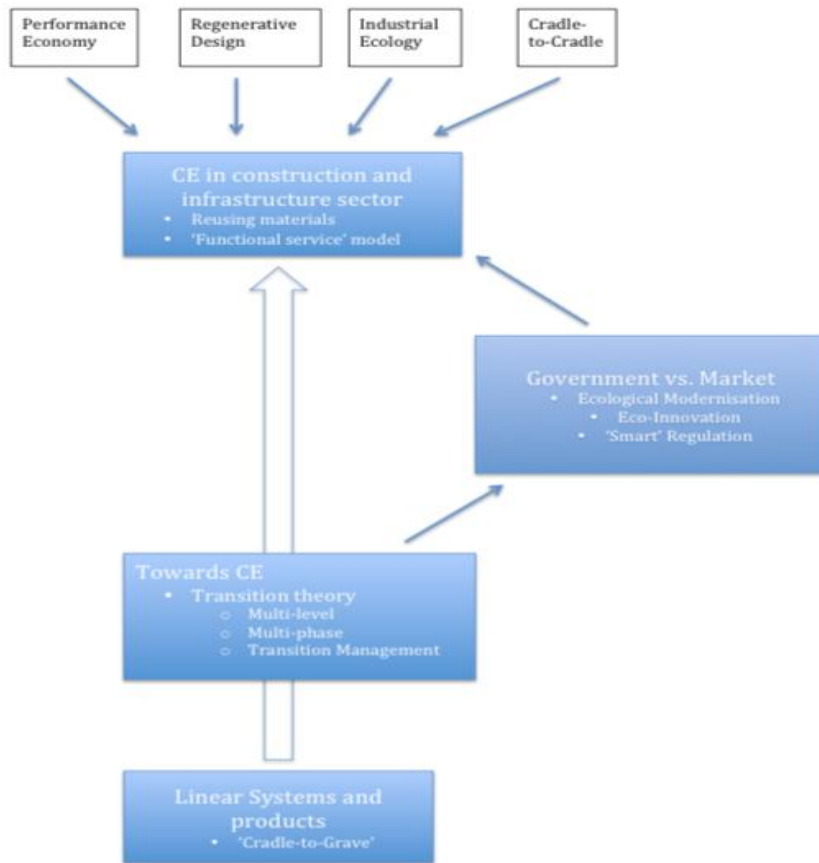 Performance
Economy
Regenerative
Design
Industrial
Ecology
Cradle-
to-Cradle
CE in construction and
infrastructure sector
• Reusing materials
• 'Functional service' model
Government vs. Market
• Ecological Modernisation
• Eco-Innovation
• 'Smart' Regulation
Towards CE
• Transition theory
o Multi-level
o Multi-phase
o Transition Management
Linear Systems and
products
• 'Cradle-to-Grave'